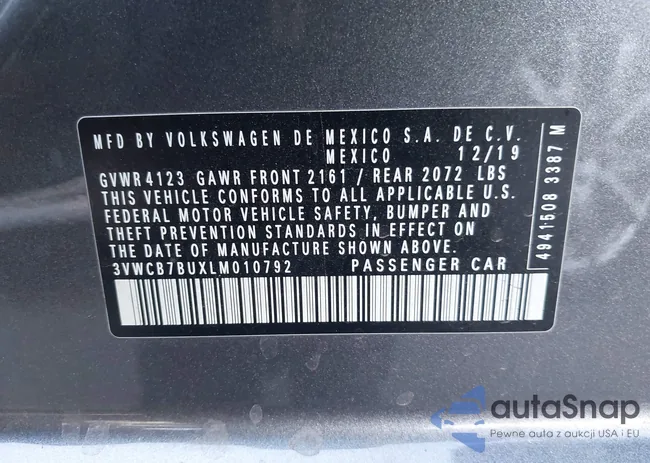 MFD BY VOLKSWAGEN DE MEXICO S.A. DE C.V.
MEXICO 12/19
GVWR 4123 GAWR FRONT 2161 / REAR 2072 LBS
THIS VEHICLE CONFORMS TO ALL APPLICABLE U.S.
FEDERAL MOTOR VEHICLE SAFETY, BUMPER AND
THEFT PREVENTION STANDARDS IN EFFECT ON
THE DATE OF MANUFACTURE SHOWN ABOVE.
3VWCB7BUXLM010792 PASSENGER CAR
4941508 3387 M
autaSnap
Pewne auta z aukcji USA i EU